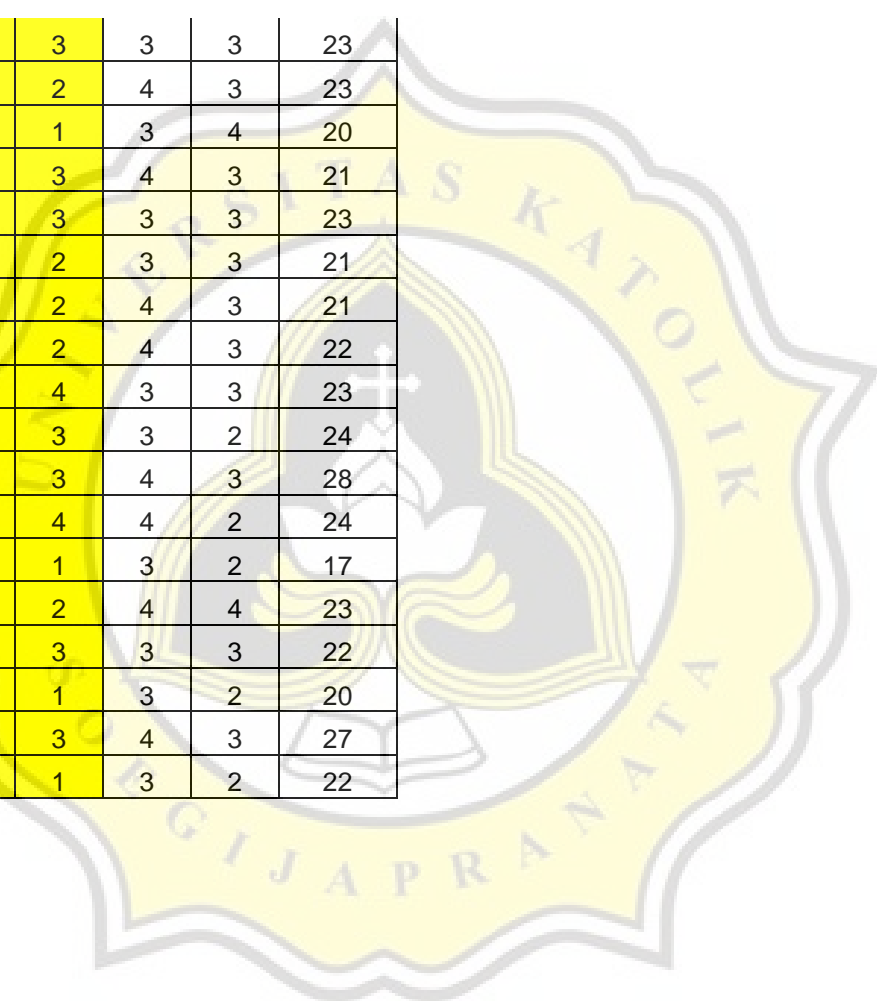 3 3 3 23
2 4 3 23
1 3 4 20
3 4 3 21
3 3 3 23
2 3 3 21
2 4 3 21
2 4 3 22
4 3 3 23
3 3 2 24
3 4 3 28
4 4 2 24
1 3 2 17
2 4 4 23
3 3 3 22
1 3 2 20
3 4 3 27
1 3 2 22
UNIVERSITAS KATOLIK
SOEGIJAPRANATA